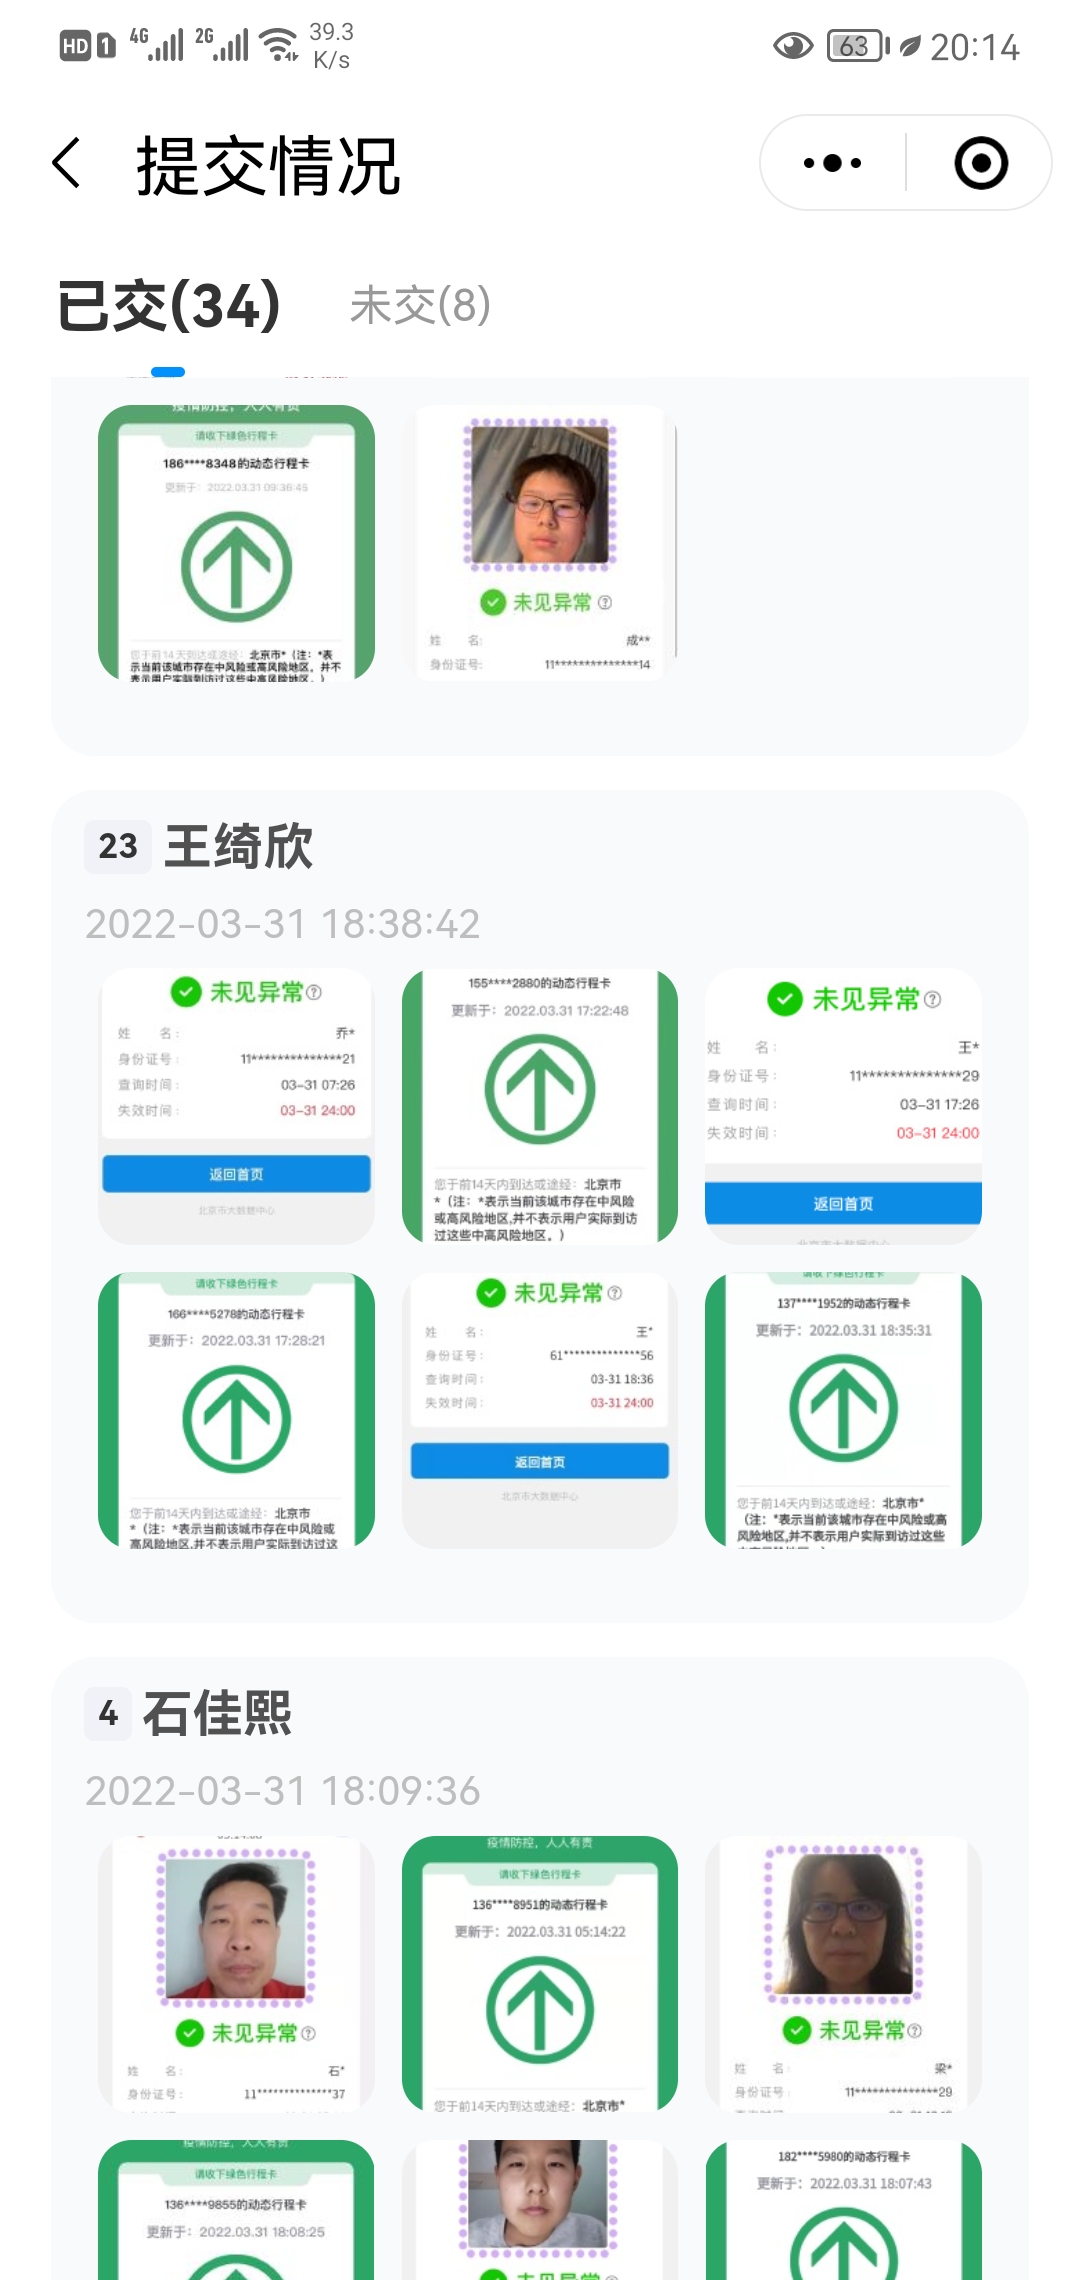 HD 1 4G 2G 39.3 K/s 63 20:14
提交情况
已交(34) 未交(8)
疫情防控，人人有责
请收下绿色行程卡
186****8348的动态行程卡
更新于：2022.03.31 09:36:45
您于前14天到达或途经：北京市*（注：*表
示当前该城市存在中风险或高风险地区，并不
表示用户实际到访过这些中高风险地区。）
未见异常
姓 名: 成**
身份证号: 11**************14
23 王绮欣
2022-03-31 18:38:42
未见异常
姓 名: 乔*
身份证号: 11**************21
查询时间: 03-31 07:26
失效时间: 03-31 24:00
返回首页
北京市大数据中心
155****2880的动态行程卡
更新于：2022.03.31 17:22:48
您于前14天内到达或途经：北京市
*（注：*表示当前该城市存在中风险
或高风险地区,并不表示用户实际到访
过这些中高风险地区。）
未见异常
姓 名: 王*
身份证号: 11**************29
查询时间: 03-31 17:26
失效时间: 03-31 24:00
返回首页
北京市大数据中心
请收下绿色行程卡
166****5278的动态行程卡
更新于：2022.03.31 17:28:21
您于前14天内到达或途经：北京市
*（注：*表示当前该城市存在中风险或
高风险地区,并不表示用户实际到访过这
未见异常
姓 名: 王*
身份证号: 61**************56
查询时间: 03-31 18:36
失效时间: 03-31 24:00
返回首页
北京市大数据中心
请收下绿色行程卡
137****1952的动态行程卡
更新于：2022.03.31 18:35:31
您于前14天内到达或途经：北京市*
（注：*表示当前该城市存在中风险或高
风险地区,并不表示用户实际到访过这些
4 石佳熙
2022-03-31 18:09:36
未见异常
姓 名: 石*
身份证号: 11**************37
疫情防控，人人有责
请收下绿色行程卡
136****8951的动态行程卡
更新于：2022.03.31 05:14:22
您于前14天内到达或途经：北京市*
未见异常
姓 名: 梁*
身份证号: 11**************29
疫情防控，人人有责
请收下绿色行程卡
136****9855的动态行程卡
更新于：2022.03.31 18:08:25
未见异常
182****5980的动态行程卡
更新于：2022.03.31 18:07:43